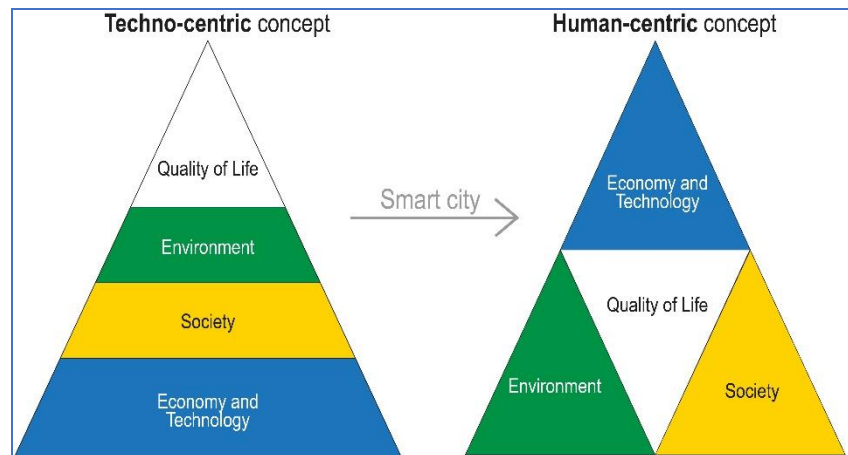 Techno-centric concept
Quality of Life
Environment
Society
Economy and
Technology
Smart city
Human-centric concept
Economy and
Technology
Quality of Life
Environment
Society